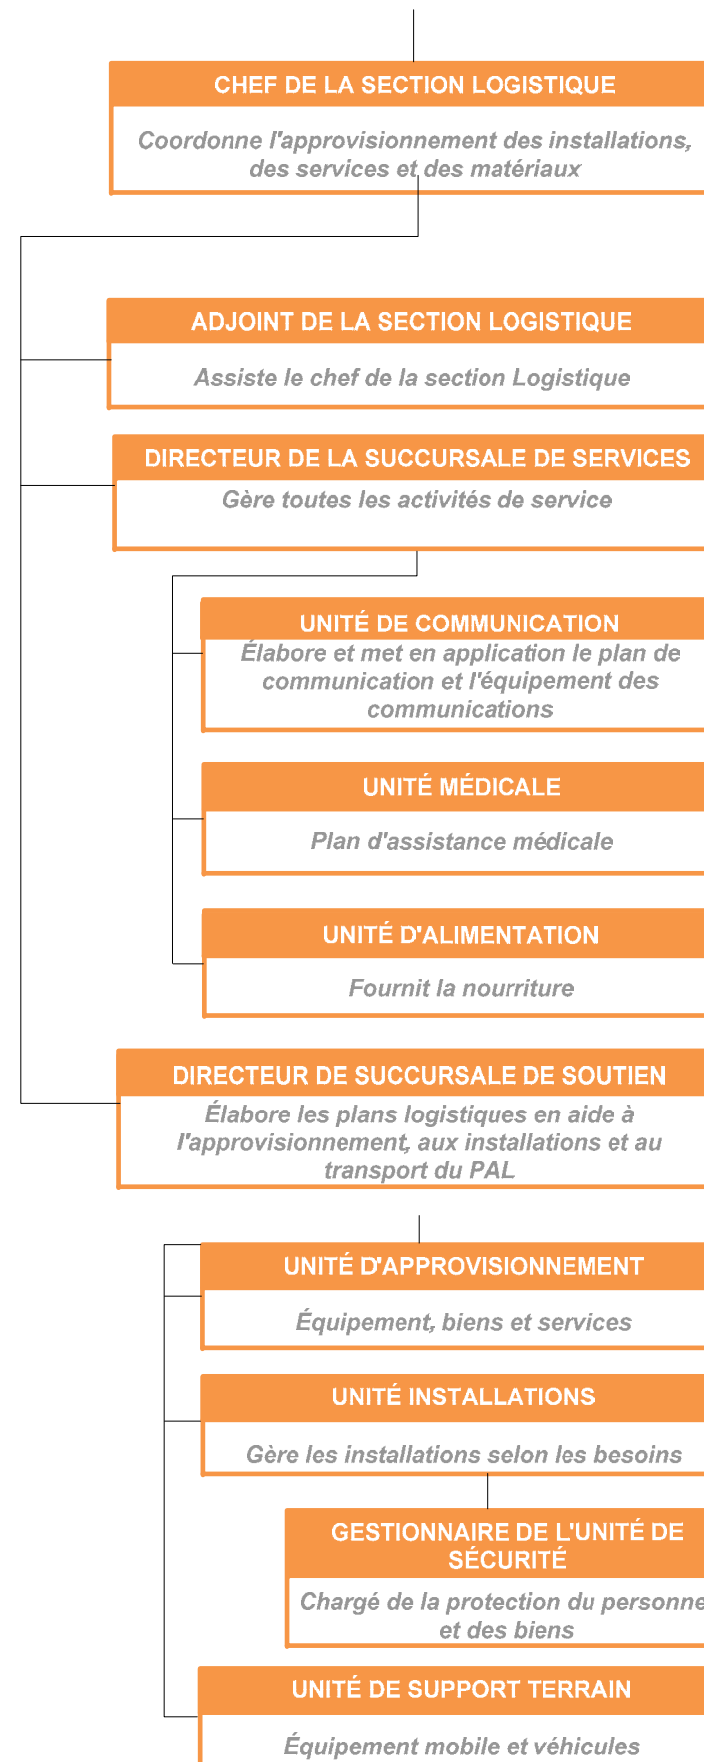 CHEF DE LA SECTION LOGISTIQUE
Coordonne l'approvisionnement des installations,
des services et des matériaux
ADJOINT DE LA SECTION LOGISTIQUE
Assiste le chef de la section Logistique
DIRECTEUR DE LA SUCCURSALE DE SERVICES
Gère toutes les activités de service
UNITÉ DE COMMUNICATION
Élabore et met en application le plan de
communication et l'équipement des
communications
UNITÉ MÉDICALE
Plan d'assistance médicale
UNITÉ D'ALIMENTATION
Fournit la nourriture
DIRECTEUR DE SUCCURSALE DE SOUTIEN
Élabore les plans logistiques en aide à
l'approvisionnement, aux installations et au
transport du PAL
UNITÉ D'APPROVISIONNEMENT
Équipement, biens et services
UNITÉ INSTALLATIONS
Gère les installations selon les besoins
GESTIONNAIRE DE L'UNITÉ DE
SÉCURITÉ
Chargé de la protection du personne
et des biens
UNITÉ DE SUPPORT TERRAIN
Équipement mobile et véhicules